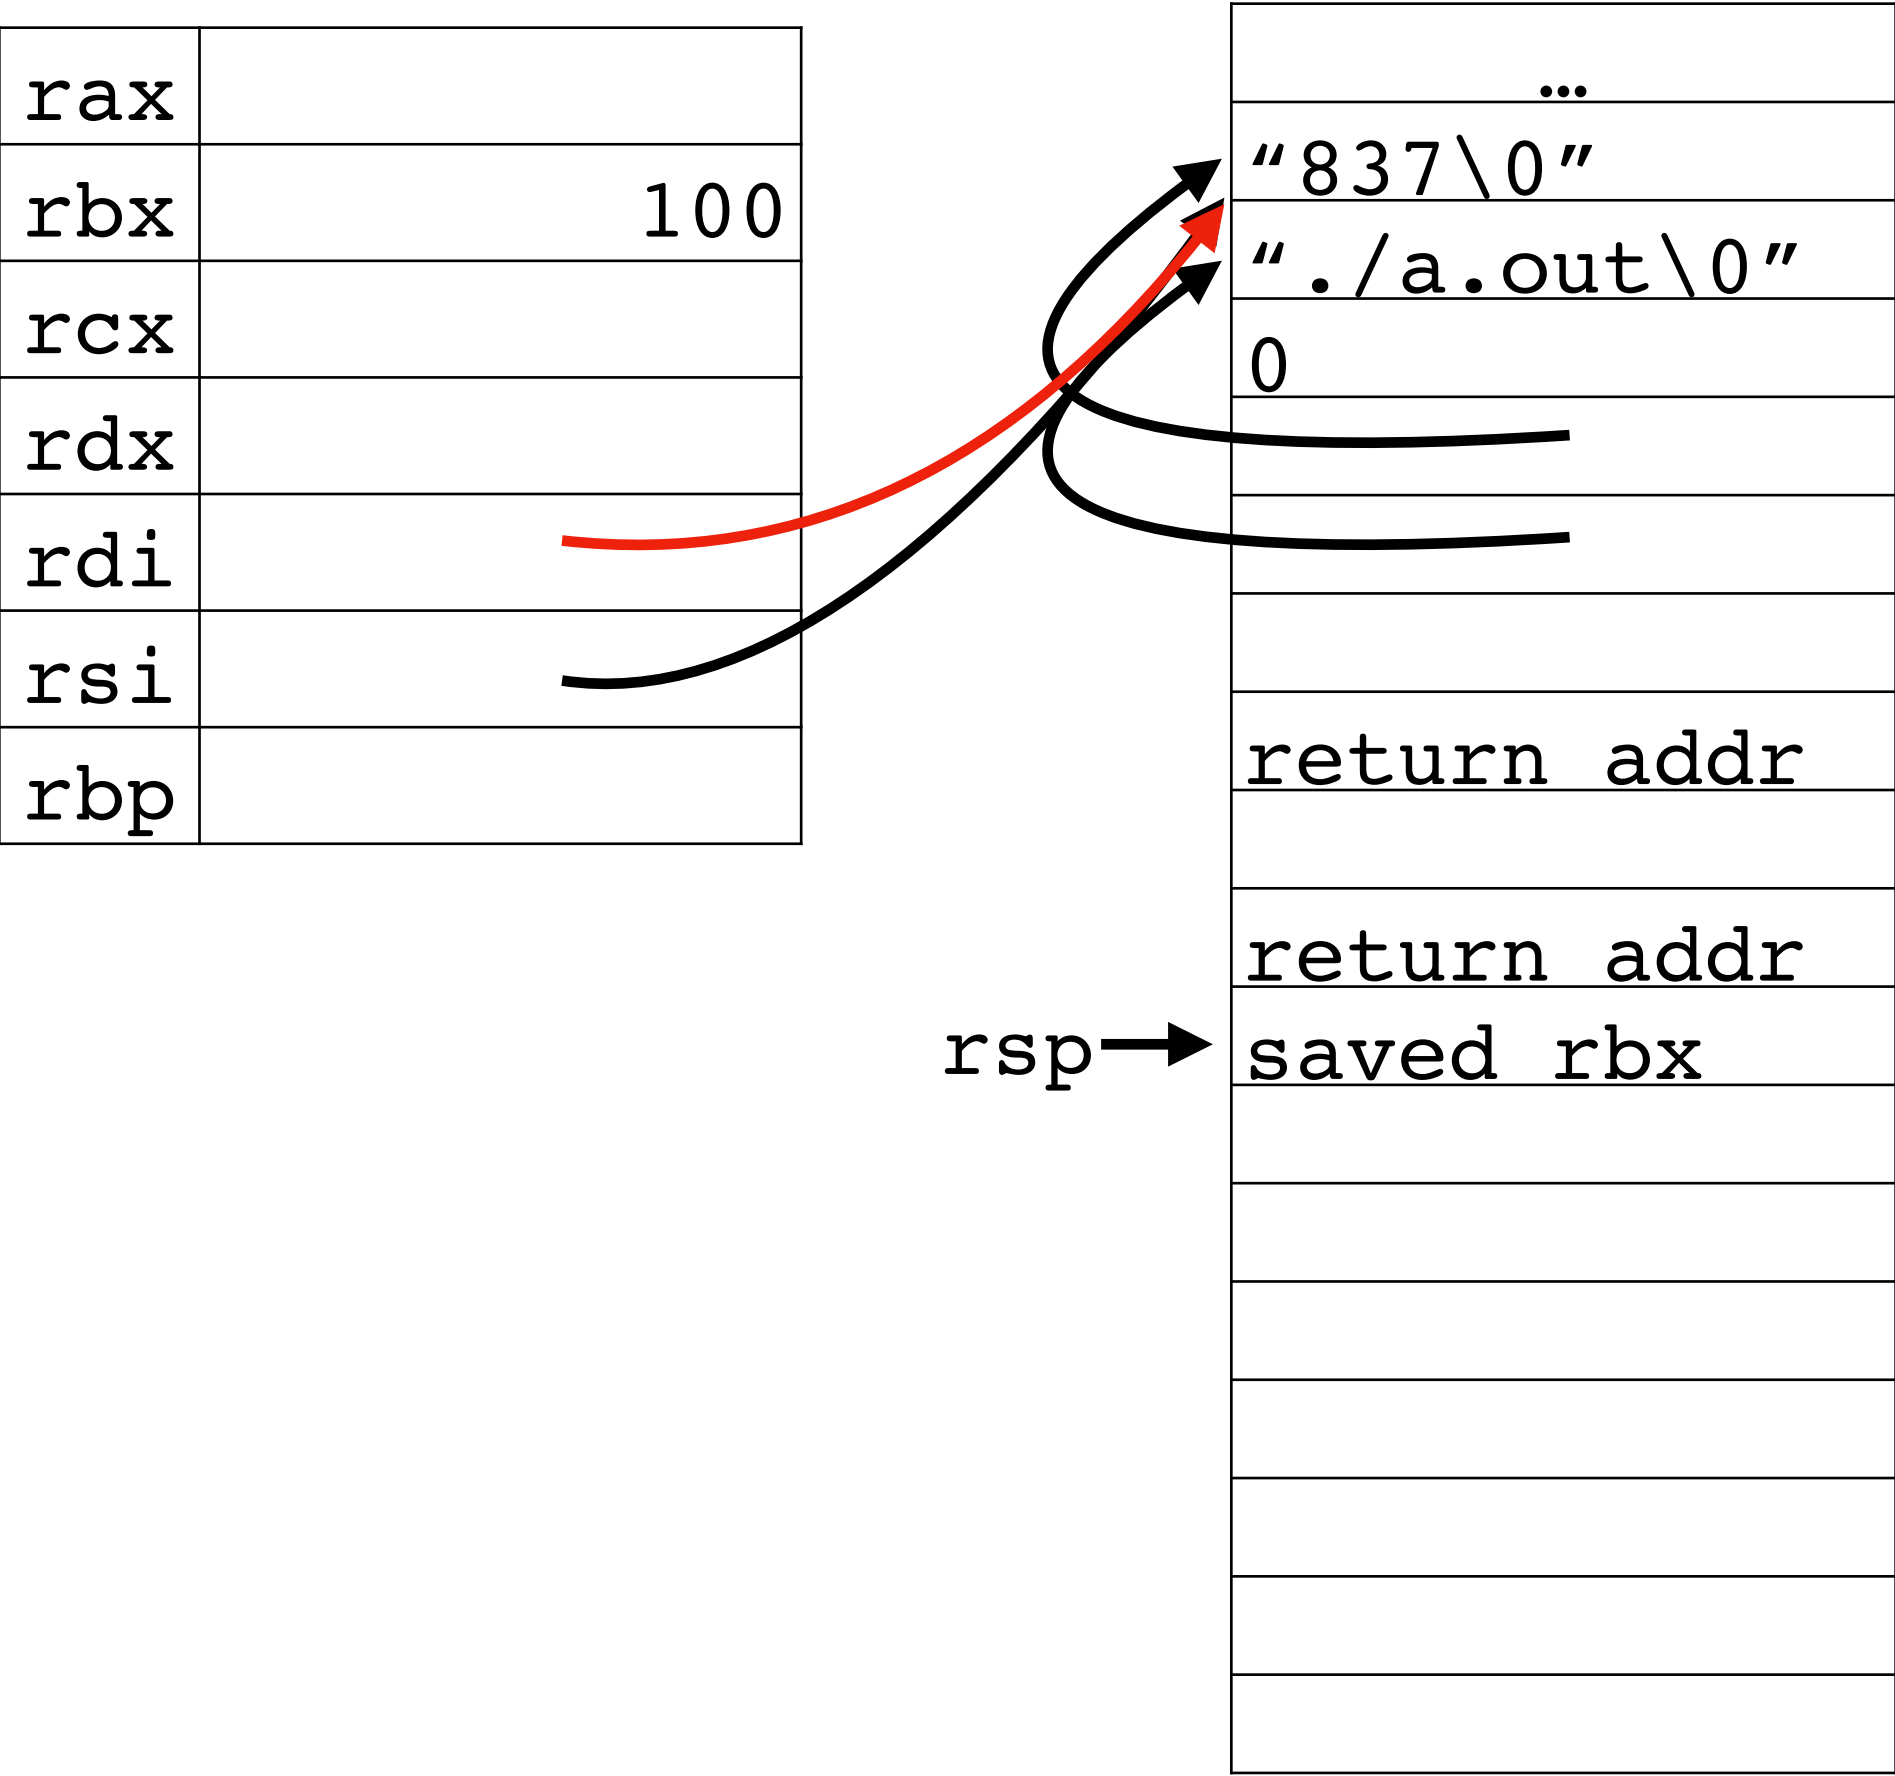 rax
rbx 100
rcx
rdx
rdi
rsi
rbp
…
“837\0”
“./a.out\0”
0
return addr
return addr
rsp
saved rbx